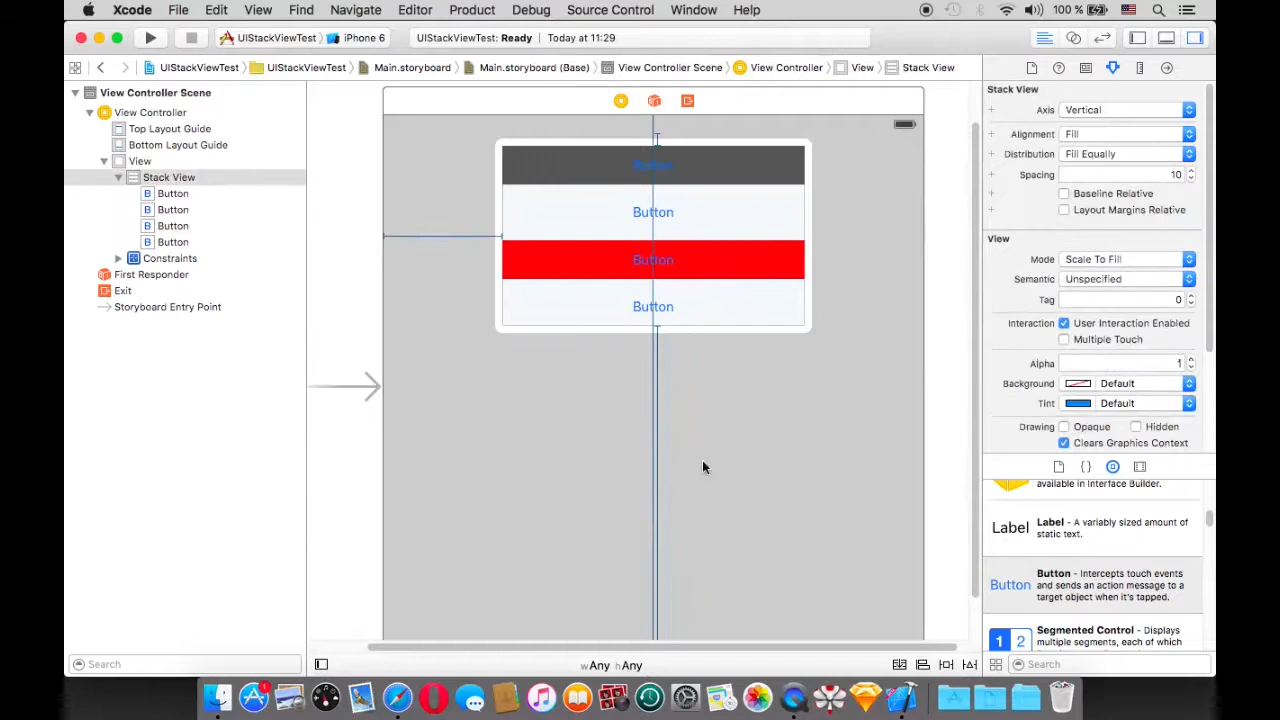 Xcode File Edit View Find Navigate Editor Product Debug Source Control Window Help 100 %
UIStackViewTest iPhone 6 UIStackViewTest: Ready Today at 11:29
UIStackViewTest UIStackViewTest Main.storyboard Main.storyboard (Base) View Controller Scene View Controller View Stack View
View Controller Scene
View Controller
Top Layout Guide
Bottom Layout Guide
View
Stack View
B Button
B Button
B Button
B Button
Constraints
First Responder
Exit
Storyboard Entry Point
Search
Button
Button
Button
Button
wAny hAny
Stack View
Axis Vertical
Alignment Fill
Distribution Fill Equally
Spacing 10
Baseline Relative
Layout Margins Relative
View
Mode Scale To Fill
Semantic Unspecified
Tag 0
Interaction User Interaction Enabled
Multiple Touch
Alpha 1
Background Default
Tint Default
Drawing Opaque Hidden
Clears Graphics Context
{ }
available in Interface Builder.
Label Label - A variably sized amount of
static text.
Button Button - Intercepts touch events
and sends an action message to a
target object when it's tapped.
1 2 Segmented Control - Displays
multiple segments, each of which
Search
1